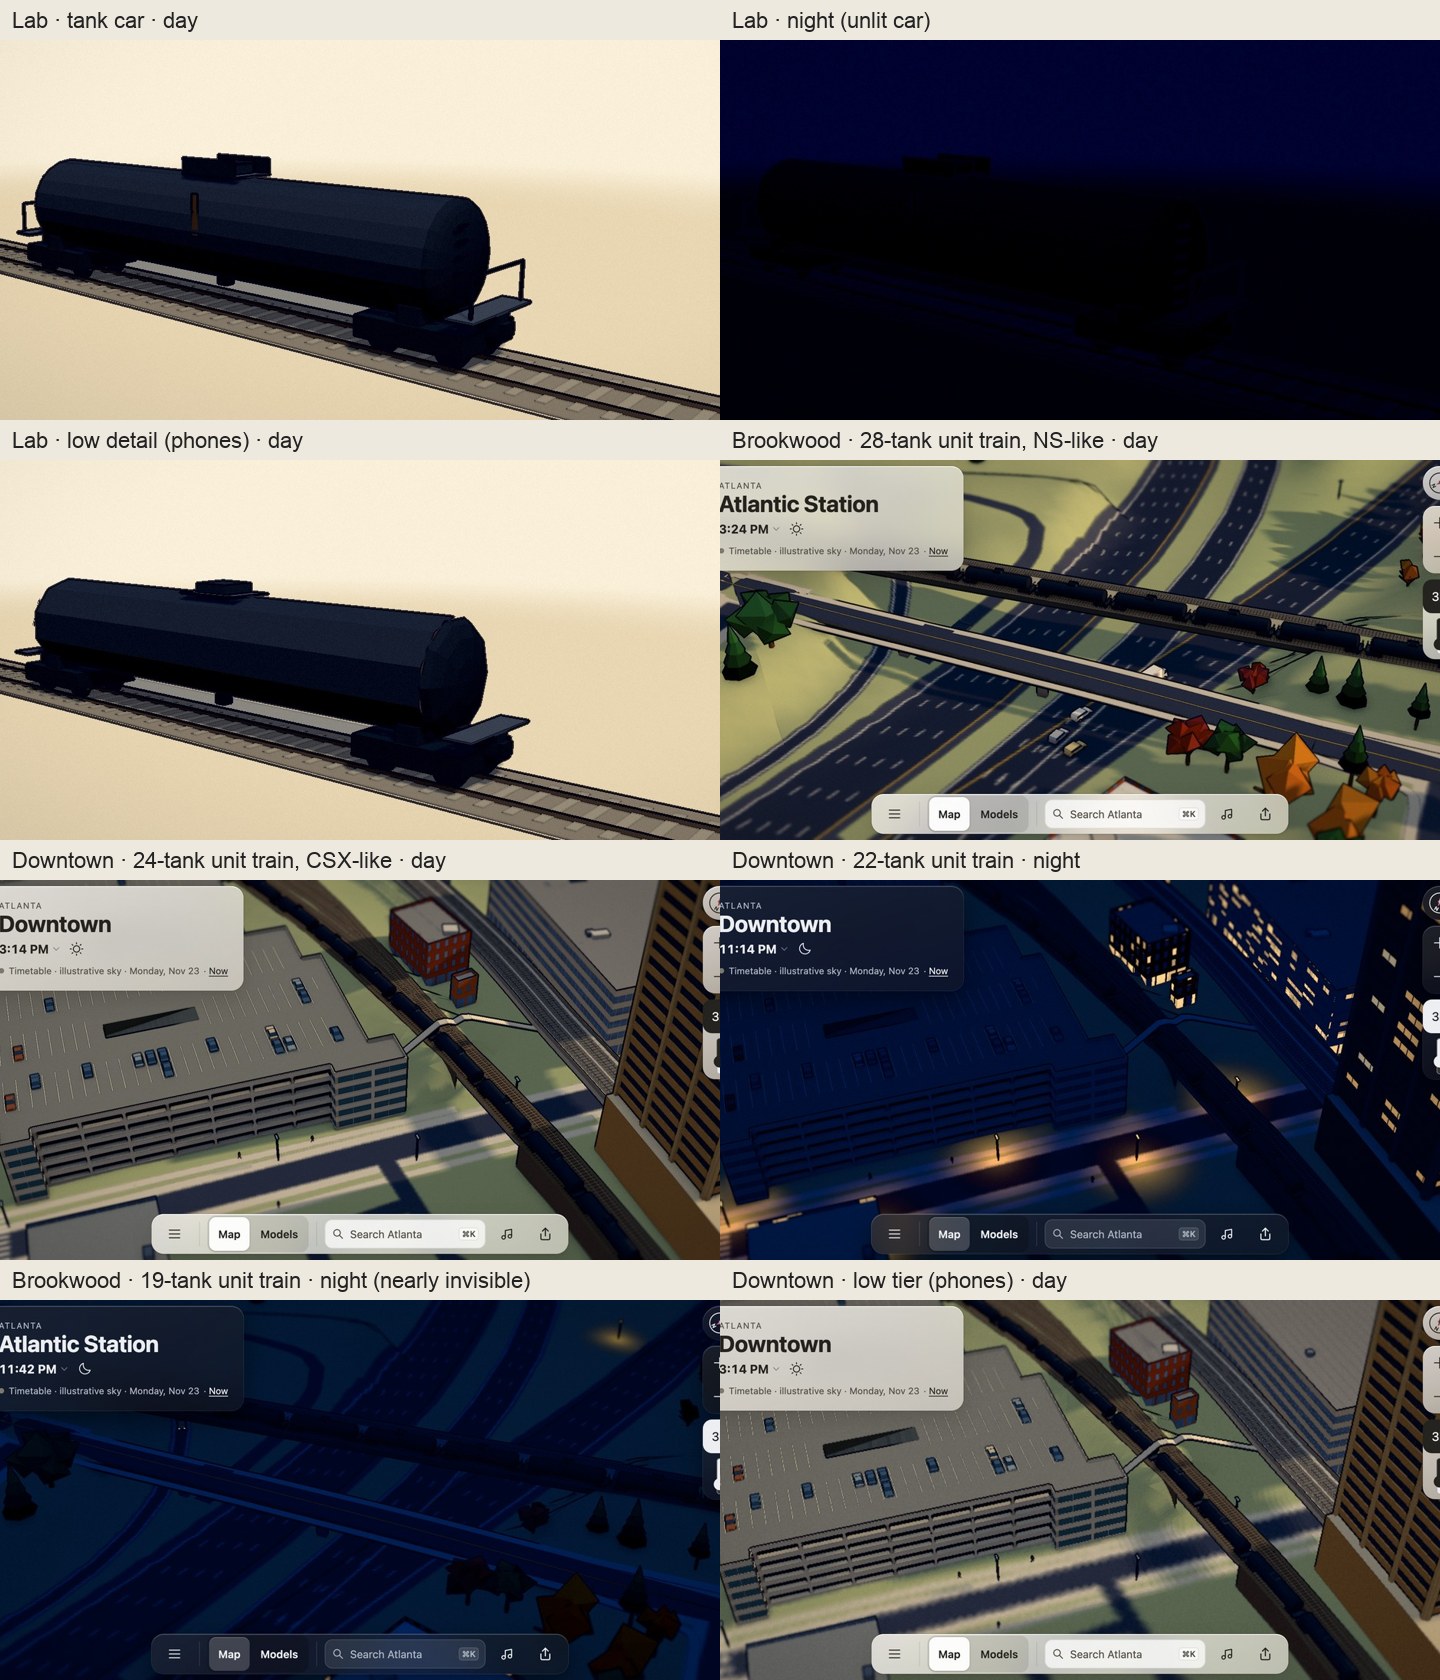 Lab · tank car · day
Lab · night (unlit car)
Lab · low detail (phones) · day
Brookwood · 28-tank unit train, NS-like · day
ATLANTA
Atlantic Station
3:24 PM
Timetable · illustrative sky · Monday, Nov 23 · Now
3
Map
Models
Search Atlanta
⌘K
Downtown · 24-tank unit train, CSX-like · day
ATLANTA
Downtown
3:14 PM
Timetable · illustrative sky · Monday, Nov 23 · Now
3
Map
Models
Search Atlanta
⌘K
Downtown · 22-tank unit train · night
ATLANTA
Downtown
11:14 PM
Timetable · illustrative sky · Monday, Nov 23 · Now
3
Map
Models
Search Atlanta
⌘K
Brookwood · 19-tank unit train · night (nearly invisible)
ATLANTA
Atlantic Station
11:42 PM
Timetable · illustrative sky · Monday, Nov 23 · Now
3
Map
Models
Search Atlanta
⌘K
Downtown · low tier (phones) · day
ATLANTA
Downtown
3:14 PM
Timetable · illustrative sky · Monday, Nov 23 · Now
3
Map
Models
Search Atlanta
⌘K